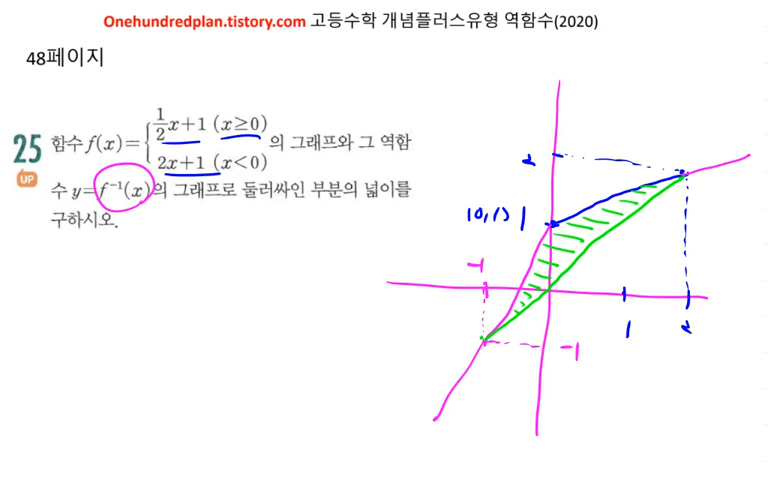 Onehundredplan.tistory.com 고등수학 개념플러스유형 역함수(2020)
48페이지
25 함수 f(x)={ 1/2x+1 (x≥0) 의 그래프와 그 역함
2x+1 (x<0)
UP
수 y=f⁻¹(x)의 그래프로 둘러싸인 부분의 넓이를
구하시오.
2
(0,1) 1
-1
1 2
-1